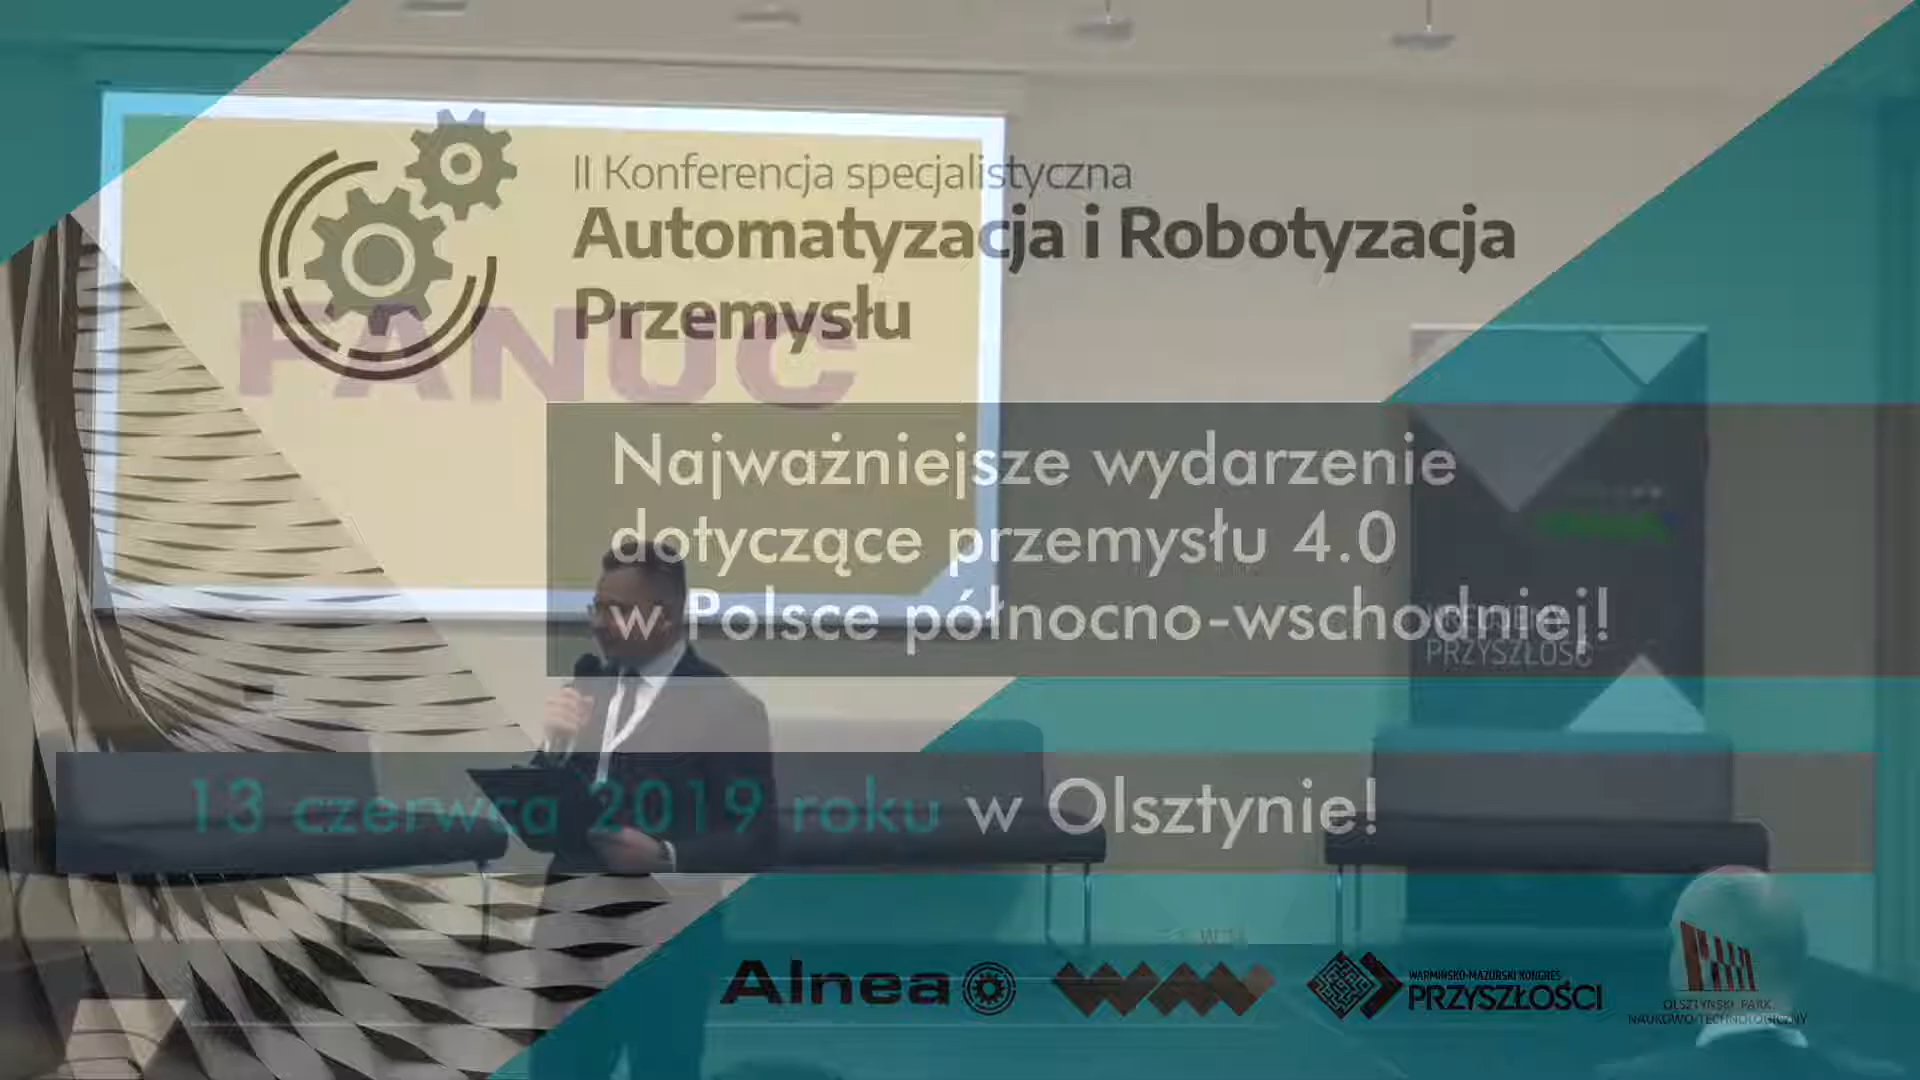 II Konferencja specjalistyczna
Automatyzacja i Robotyzacja
Przemysłu
FANUC
Najważniejsze wydarzenie
dotyczące przemysłu 4.0
w Polsce północno-wschodniej!
PRZYSZŁOŚĆ
13 czerwca 2019 roku w Olsztynie!
Alnea
WARMIŃSKO-MAZURSKI KONGRES
PRZYSZŁOŚCI
OLSZTYŃSKI PARK
NAUKOWO-TECHNOLOGICZNY